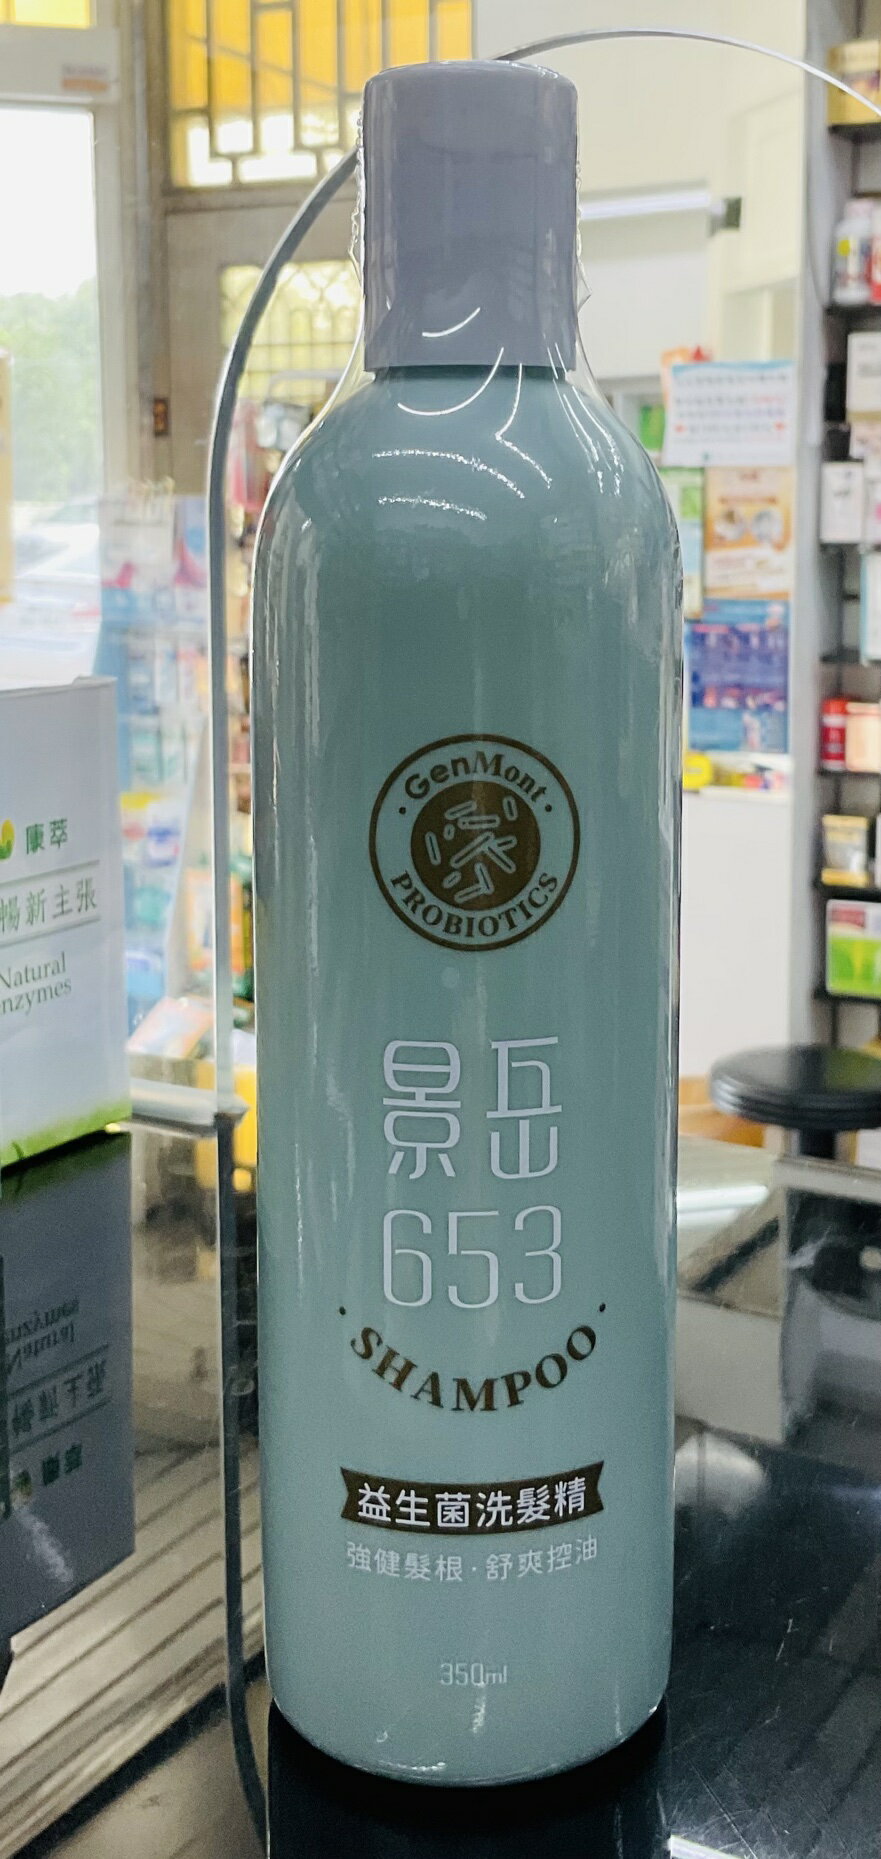 GenMont
PROBIOTICS
景岳
653
SHAMPOO
益生菌洗髮精
強健髮根·舒爽控油
350ml
康萃
暢新主張
Natural
nzymes